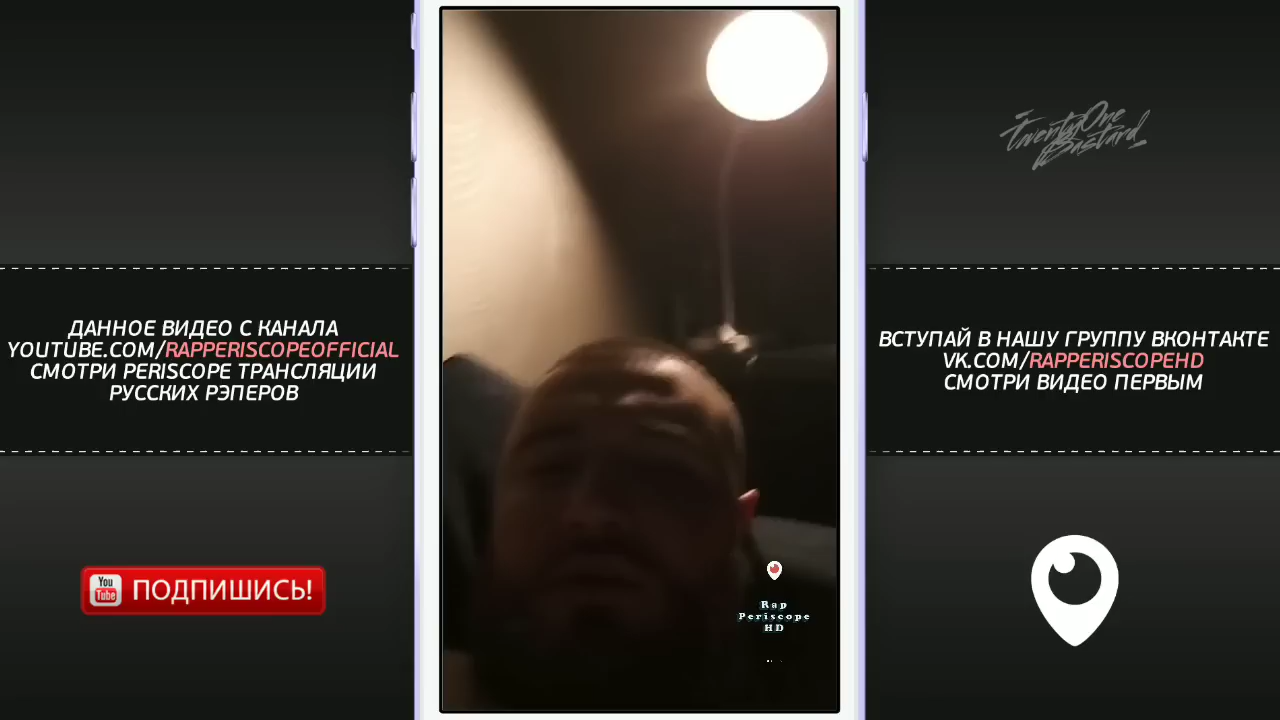 ДАННОЕ ВИДЕО С КАНАЛА
YOUTUBE.COM/RAPPERISCOPEOFFICIAL
СМОТРИ PERISCOPE ТРАНСЛЯЦИИ
РУССКИХ РЭПЕРОВ
You
Tube
ПОДПИШИСЬ!
Rap
Periscope
HD
TwentyOne
Bastard
ВСТУПАЙ В НАШУ ГРУППУ ВКОНТАКТЕ
VK.COM/RAPPERISCOPEHD
СМОТРИ ВИДЕО ПЕРВЫМ